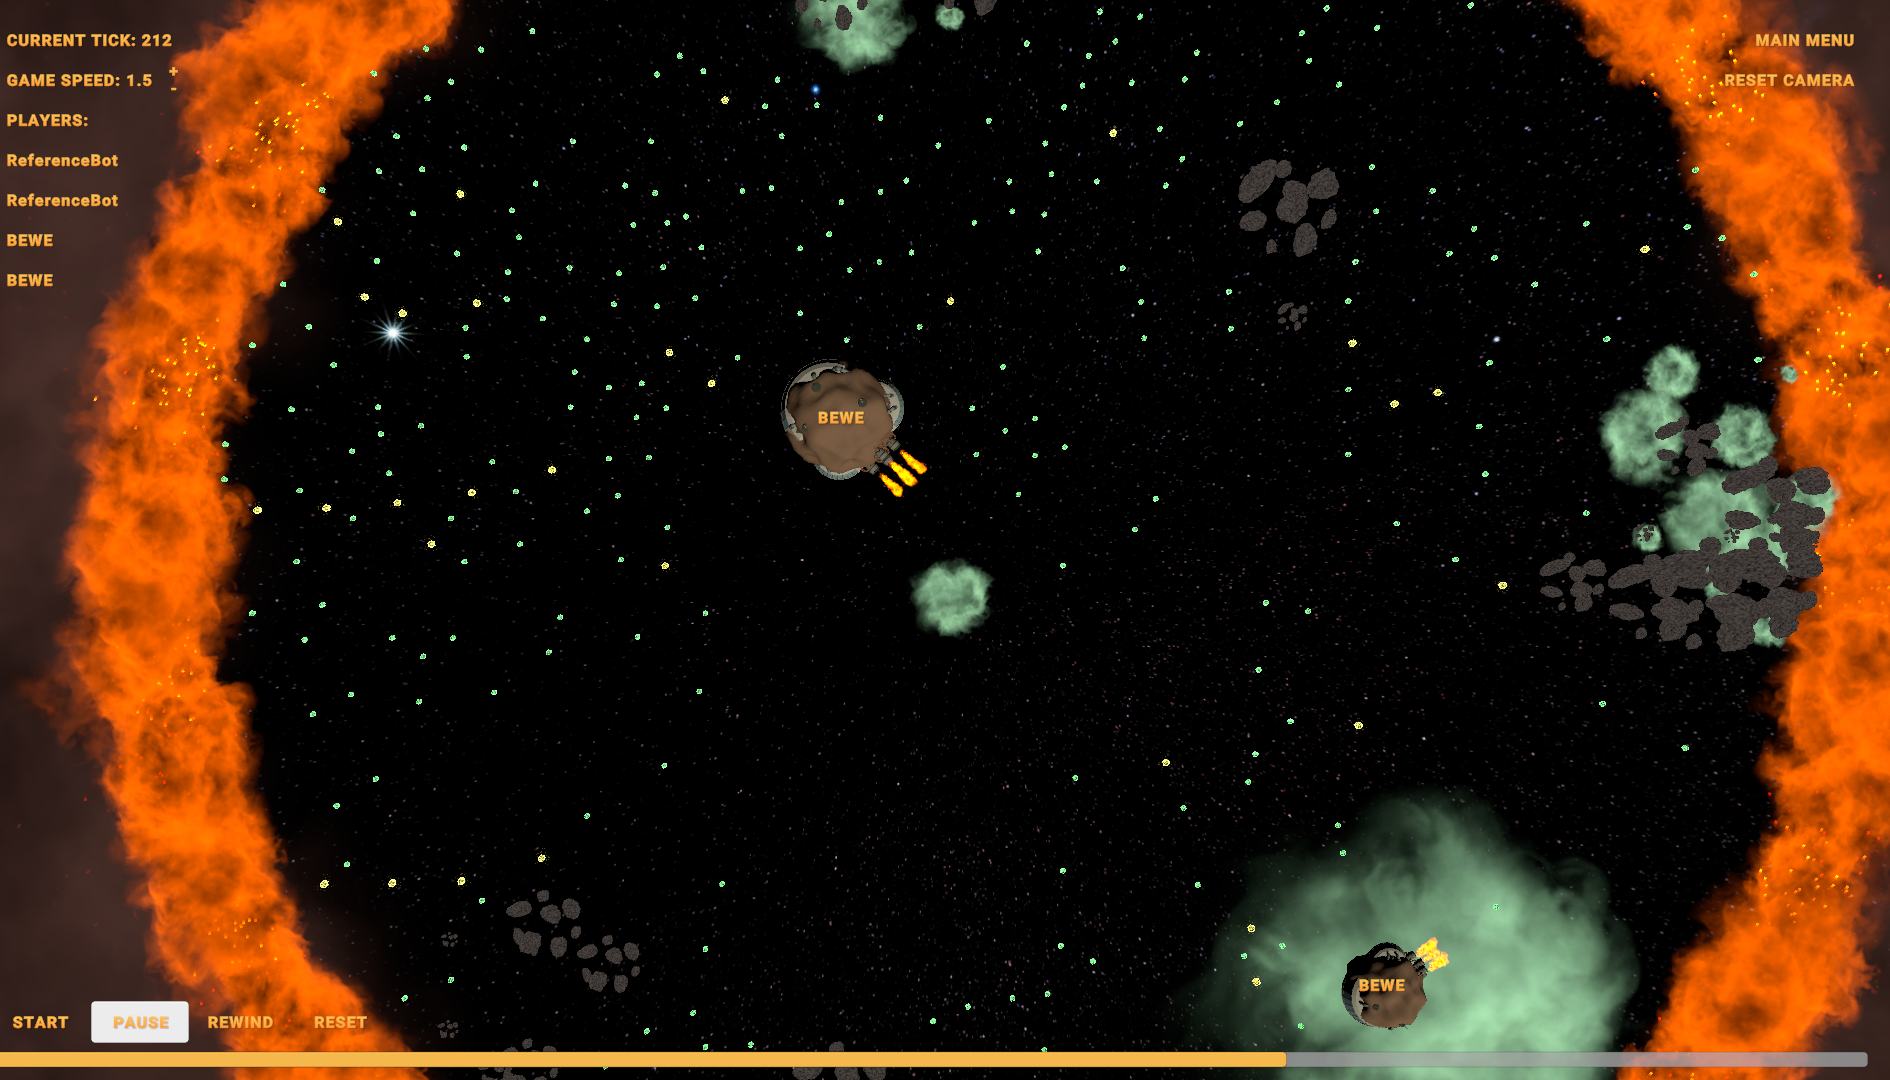 CURRENT TICK: 212
GAME SPEED: 1.5 + -
PLAYERS:
ReferenceBot
ReferenceBot
BEWE
BEWE
MAIN MENU
RESET CAMERA
BEWE
BEWE
START
PAUSE
REWIND
RESET